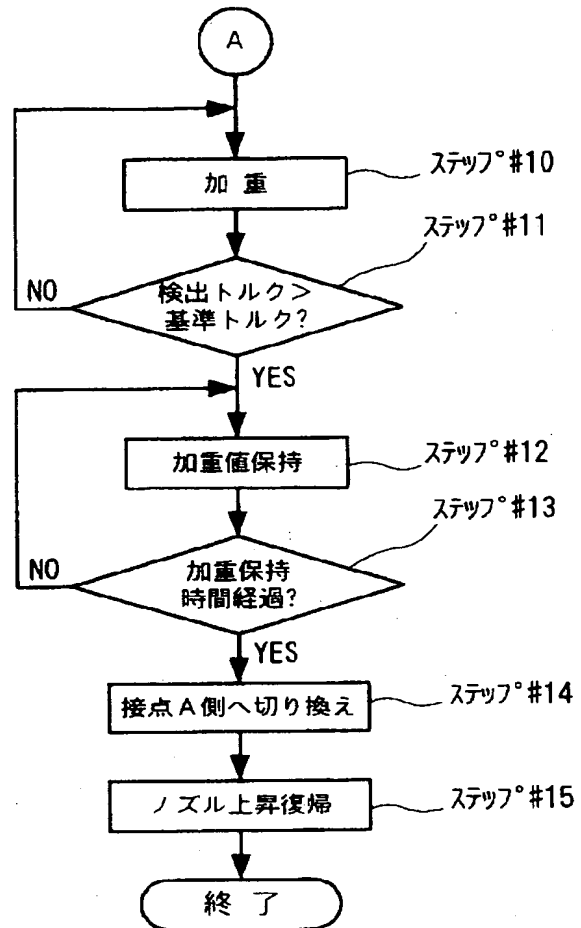 A
加重
ステップ#10
ステップ#11
NO
検出トルク>
基準トルク?
YES
加重値保持
ステップ#12
ステップ#13
NO
加重保持
時間経過?
YES
接点A側へ切り換え
ステップ#14
ノズル上昇復帰
ステップ#15
終了